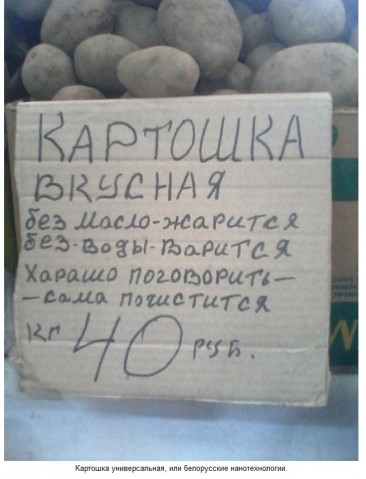 КАРТОШКА
ВКУСНАЯ
без масло-жарится
без-воды-варится
Харашо поговорить-
-сама почистится
кг 40 руб.
Картошка универсальная, или белорусские нанотехнологии.